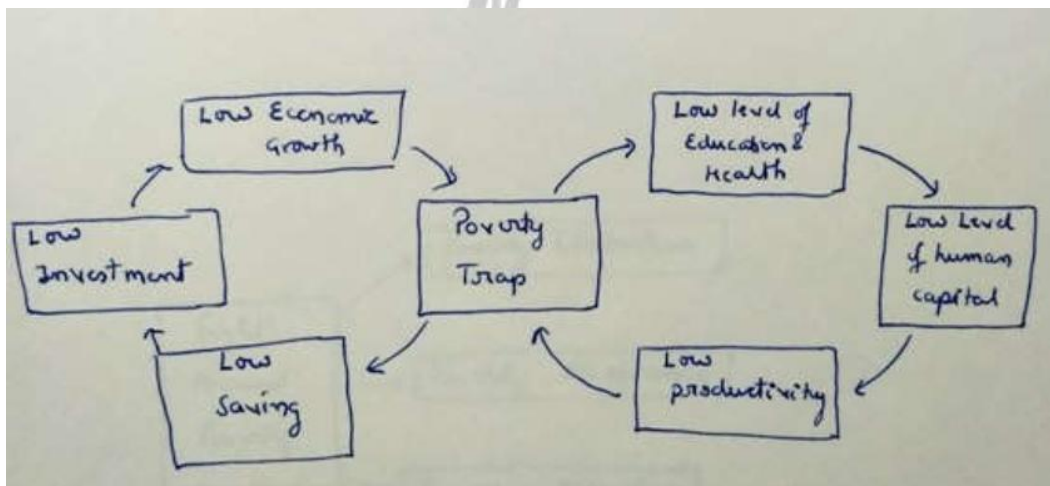 Low Economic
Growth
Low level of
Education &
Health
Low
Investment
Poverty
Trap
Low Level
of human
capital
Low
Saving
Low
productivity